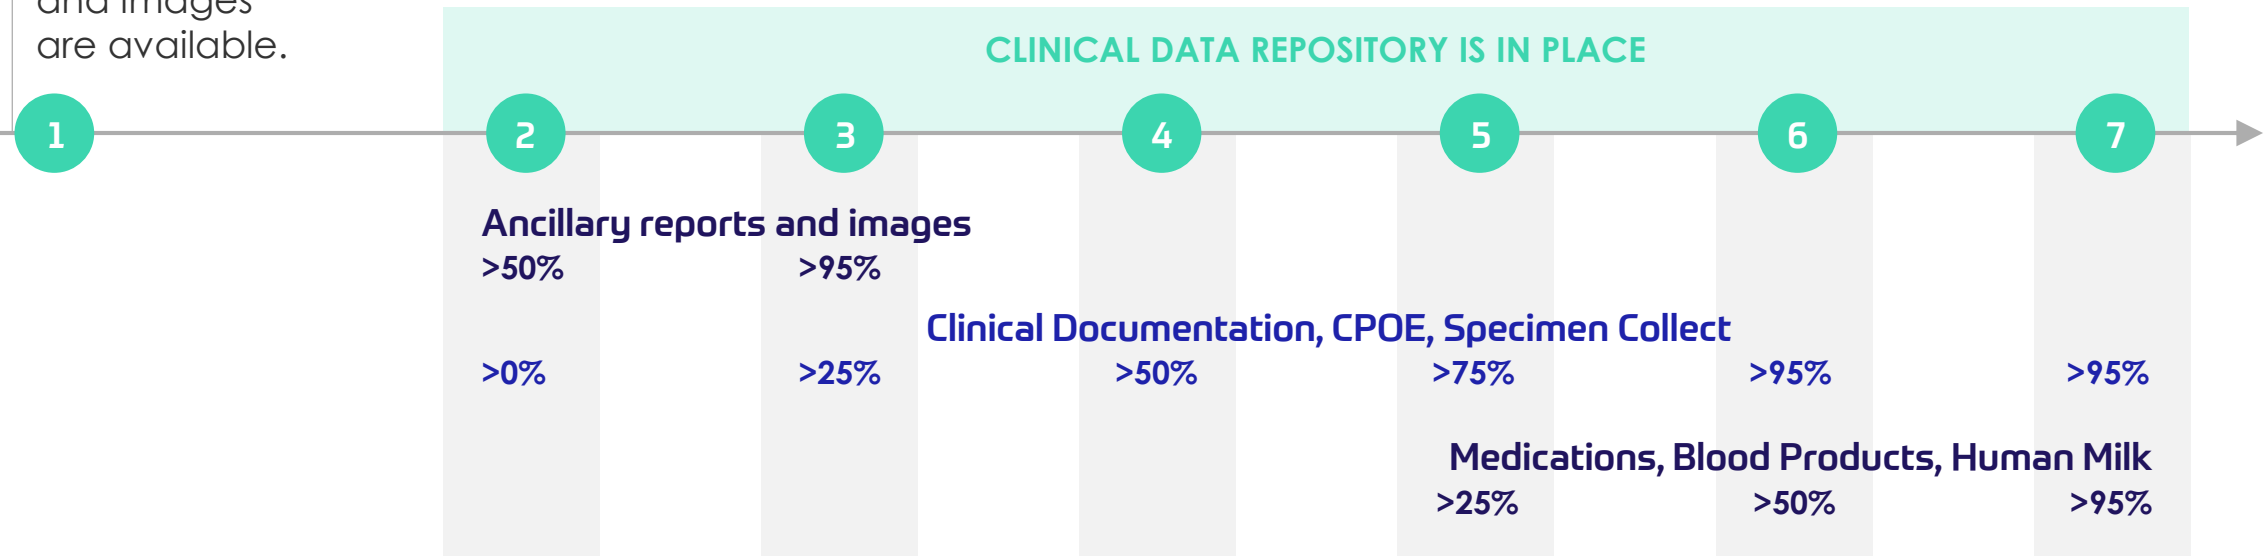 and images
are available.
CLINICAL DATA REPOSITORY IS IN PLACE
1 2 3 4 5 6 7
Ancillary reports and images
>50% >95%
Clinical Documentation, CPOE, Specimen Collect
>0% >25% >50% >75% >95% >95%
Medications, Blood Products, Human Milk
>25% >50% >95%